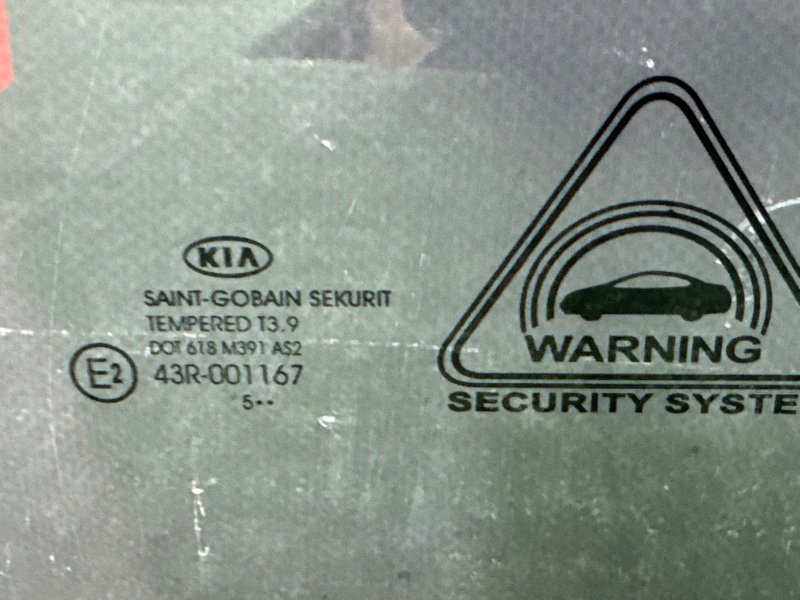 KIA
SAINT-GOBAIN SEKURIT
TEMPERED T3.9
DOT 618 M391 AS2
E2 43R-001167
5••
WARNING
SECURITY SYSTE